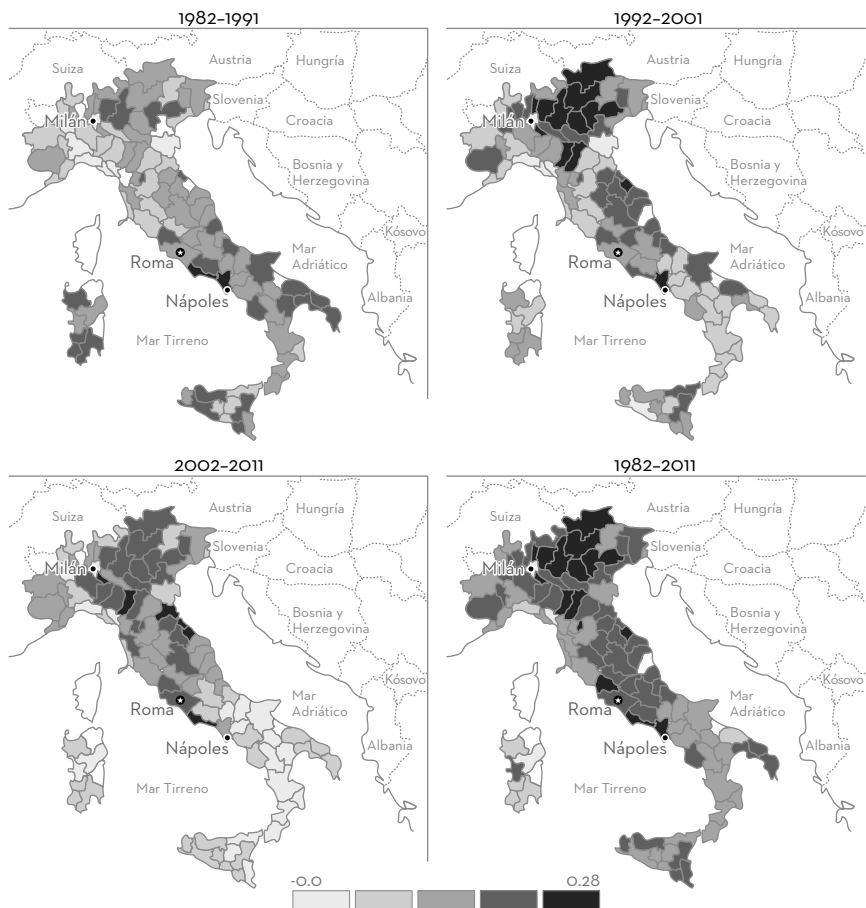 1982-1991
Suiza
Austria
Hungría
Eslovenia
Milán
Croacia
Bosnia y
Herzegovina
Kósovo
Roma
Mar
Adriático
Nápoles
Albania
Mar Tirreno
1992-2001
Suiza
Austria
Hungría
Slovenia
Milán
Croacia
Bosnia y
Herzegovina
Kósovo
Roma
Mar
Adriático
Nápoles
Albania
Mar Tirreno
2002-2011
Suiza
Austria
Hungría
Slovenia
Milán
Croacia
Bosnia y
Herzegovina
Kósovo
Roma
Mar
Adriático
Nápoles
Albania
Mar Tirreno
1982-2011
Suiza
Austria
Hungría
Slovenia
Milán
Croacia
Bosnia y
Herzegovina
Kósovo
Roma
Mar
Adriático
Nápoles
Albania
Mar Tirreno
-0.0
0.28